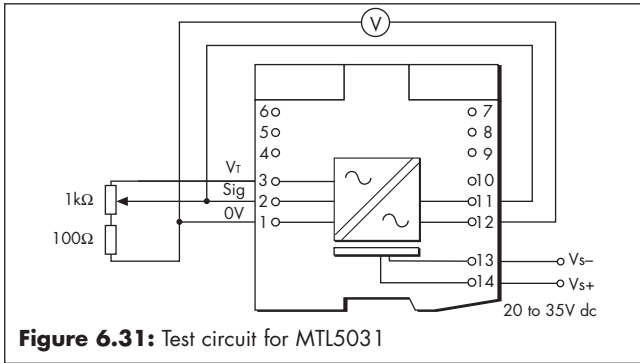 V
6
7
5
8
4
9
VT
3
10
1kΩ
Sig
2
11
0V
1
12
100Ω
13
Vs–
14
Vs+
20 to 35V dc
Figure 6.31: Test circuit for MTL5031